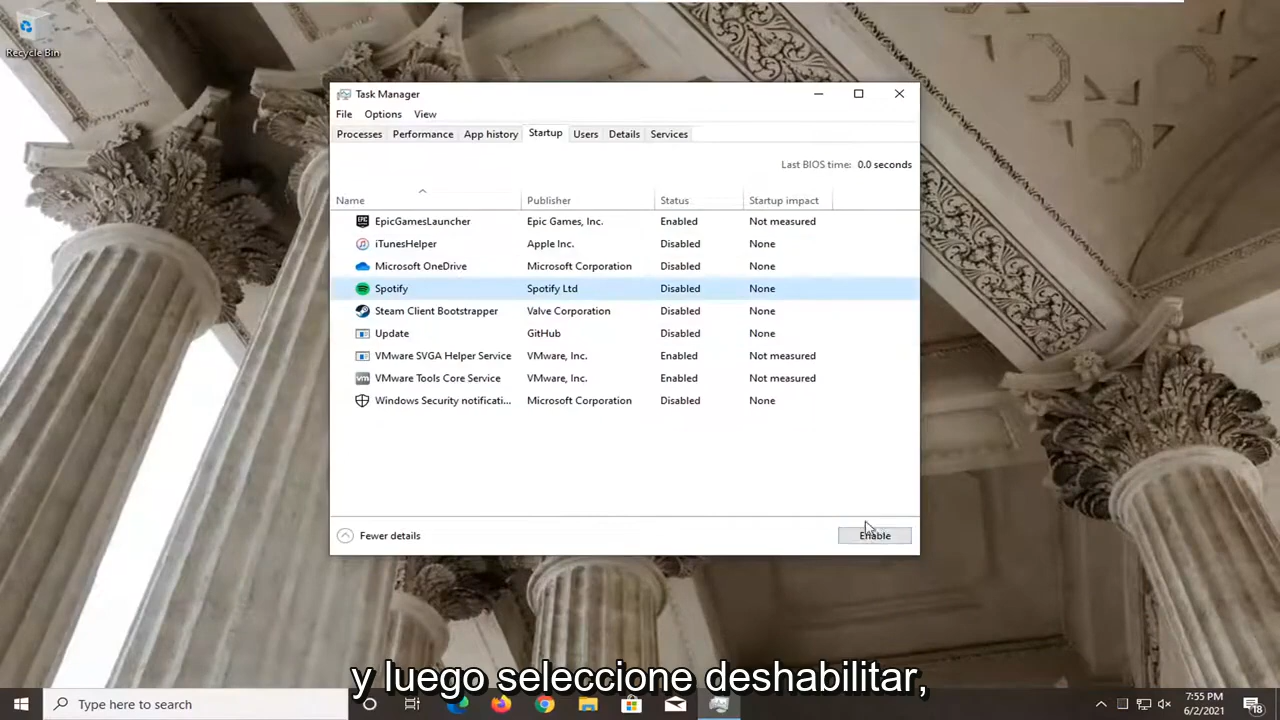 Recycle Bin
Task Manager
File Options View
Processes Performance App history Startup Users Details Services
Last BIOS time: 0.0 seconds
Name Publisher Status Startup impact
EpicGamesLauncher Epic Games, Inc. Enabled Not measured
iTunesHelper Apple Inc. Disabled None
Microsoft OneDrive Microsoft Corporation Disabled None
Spotify Spotify Ltd Disabled None
Steam Client Bootstrapper Valve Corporation Disabled None
Update GitHub Disabled None
VMware SVGA Helper Service VMware, Inc. Enabled Not measured
vm VMware Tools Core Service VMware, Inc. Enabled Not measured
Windows Security notificati... Microsoft Corporation Disabled None
Fewer details Enable
y luego seleccione deshabilitar,
Type here to search
7:55 PM
6/2/2021
18